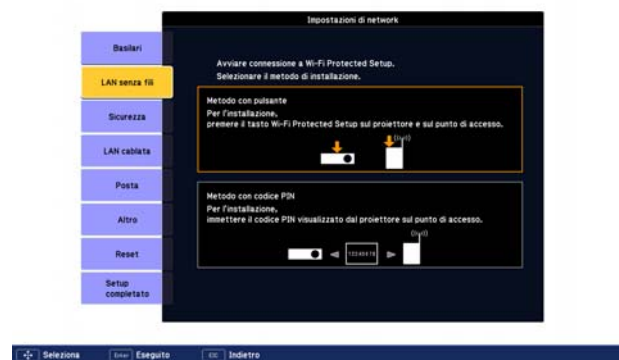 Impostazioni di network
Basilari
LAN senza fili
Sicurezza
LAN cablata
Posta
Altro
Reset
Setup
completato
Avviare connessione a Wi-Fi Protected Setup.
Selezionare il metodo di installazione.
Metodo con pulsante
Per l'installazione,
premere il tasto Wi-Fi Protected Setup sul proiettore e sul punto di accesso.
Metodo con codice PIN
Per l'installazione,
immettere il codice PIN visualizzato dal proiettore sul punto di accesso.
Seleziona
Enter Eseguito
ESC Indietro